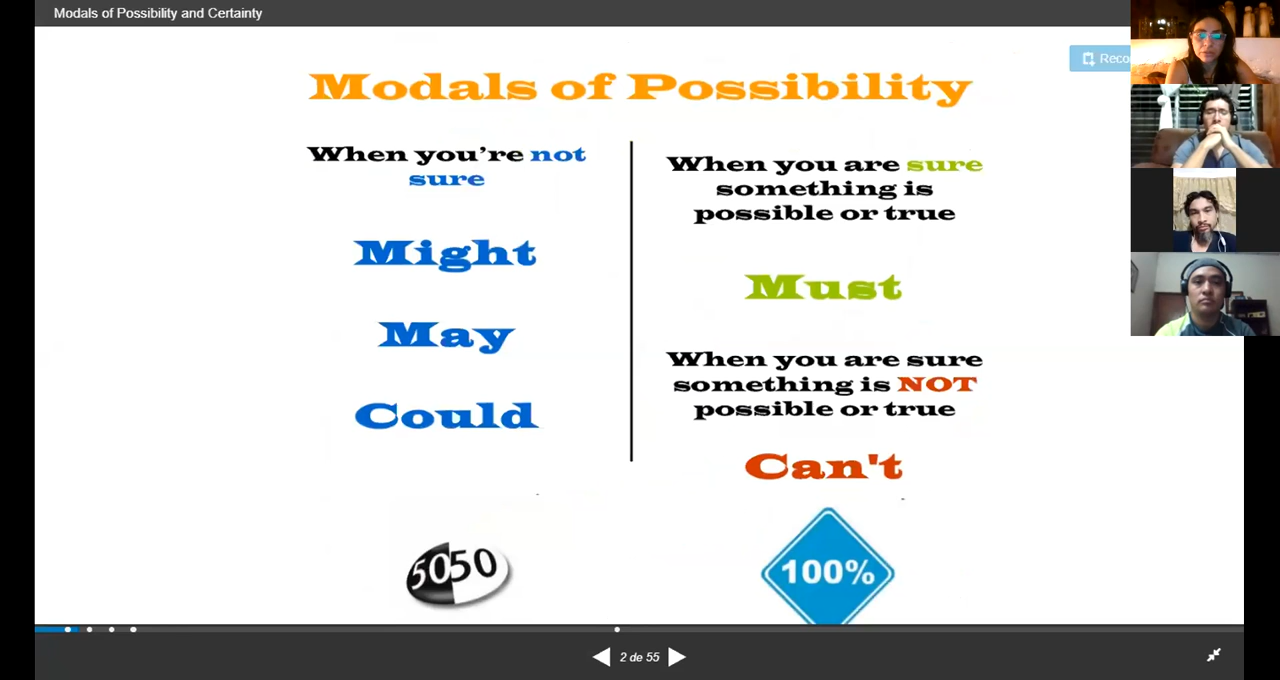 Modals of Possibility and Certainty
Modals of Possibility
When you're not
sure
Might
May
Could
5050
When you are sure
something is
possible or true
Must
When you are sure
something is NOT
possible or true
Can't
100%
2 de 55